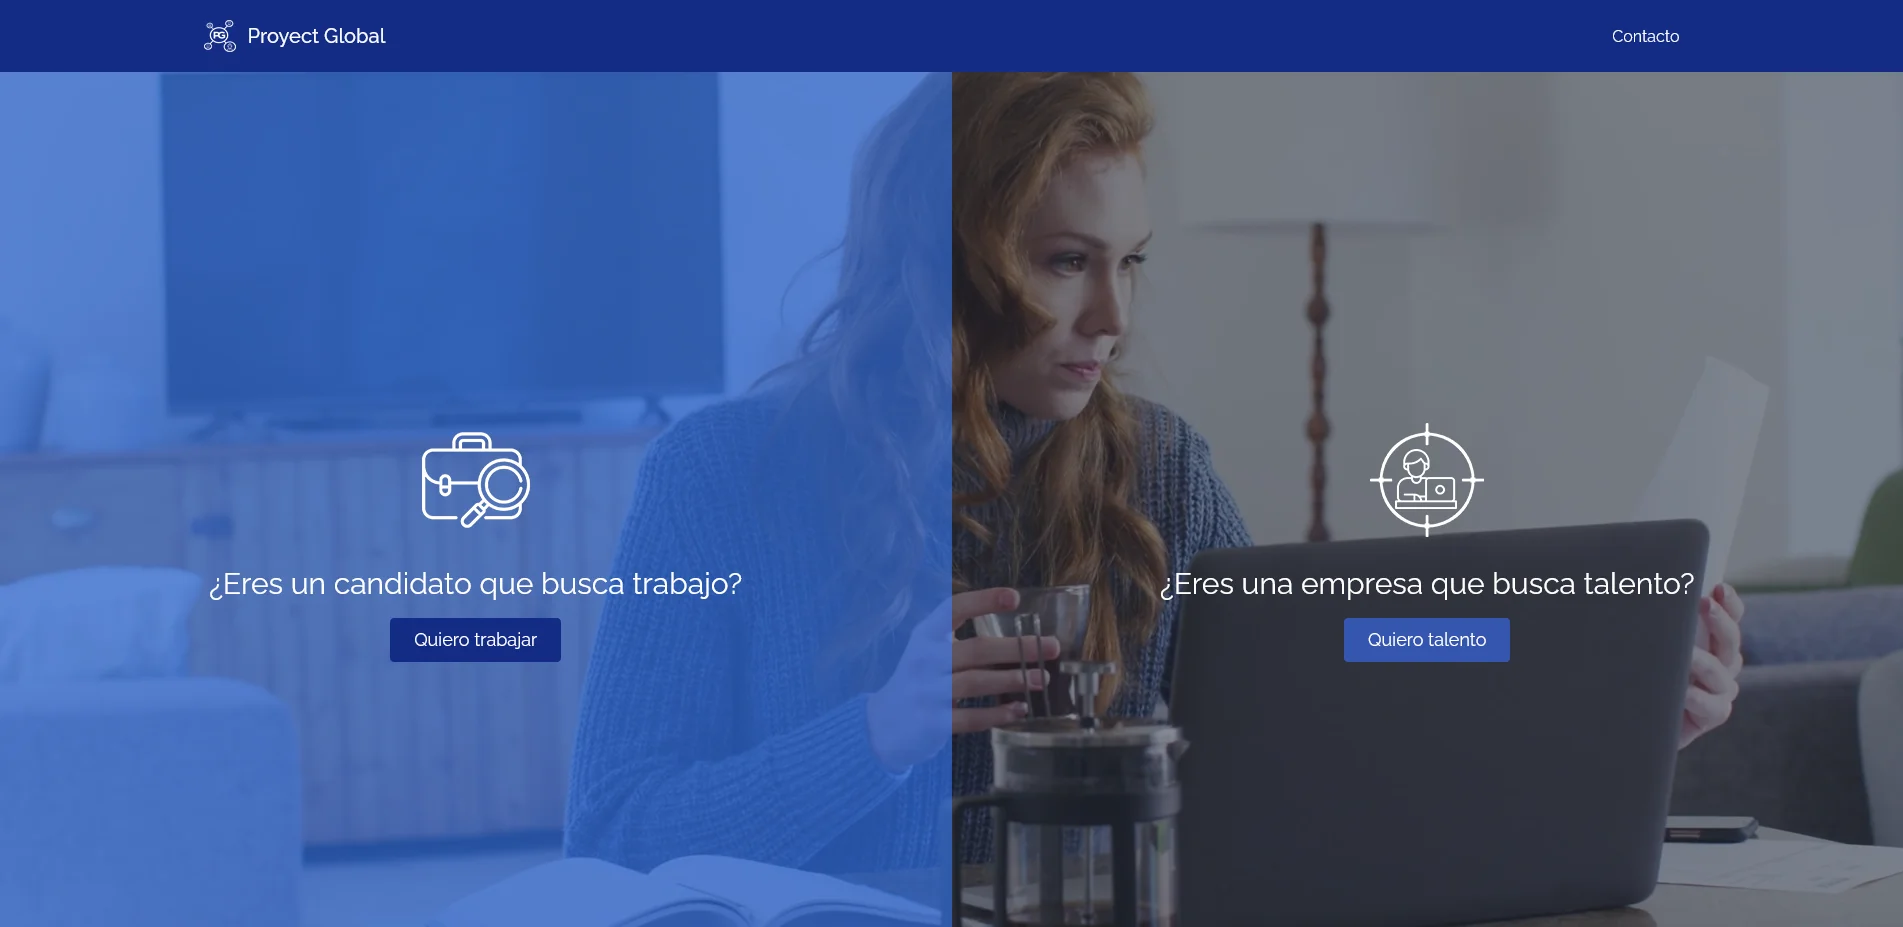 PG Proyect Global
Contacto
¿Eres un candidato que busca trabajo?
Quiero trabajar
¿Eres una empresa que busca talento?
Quiero talento